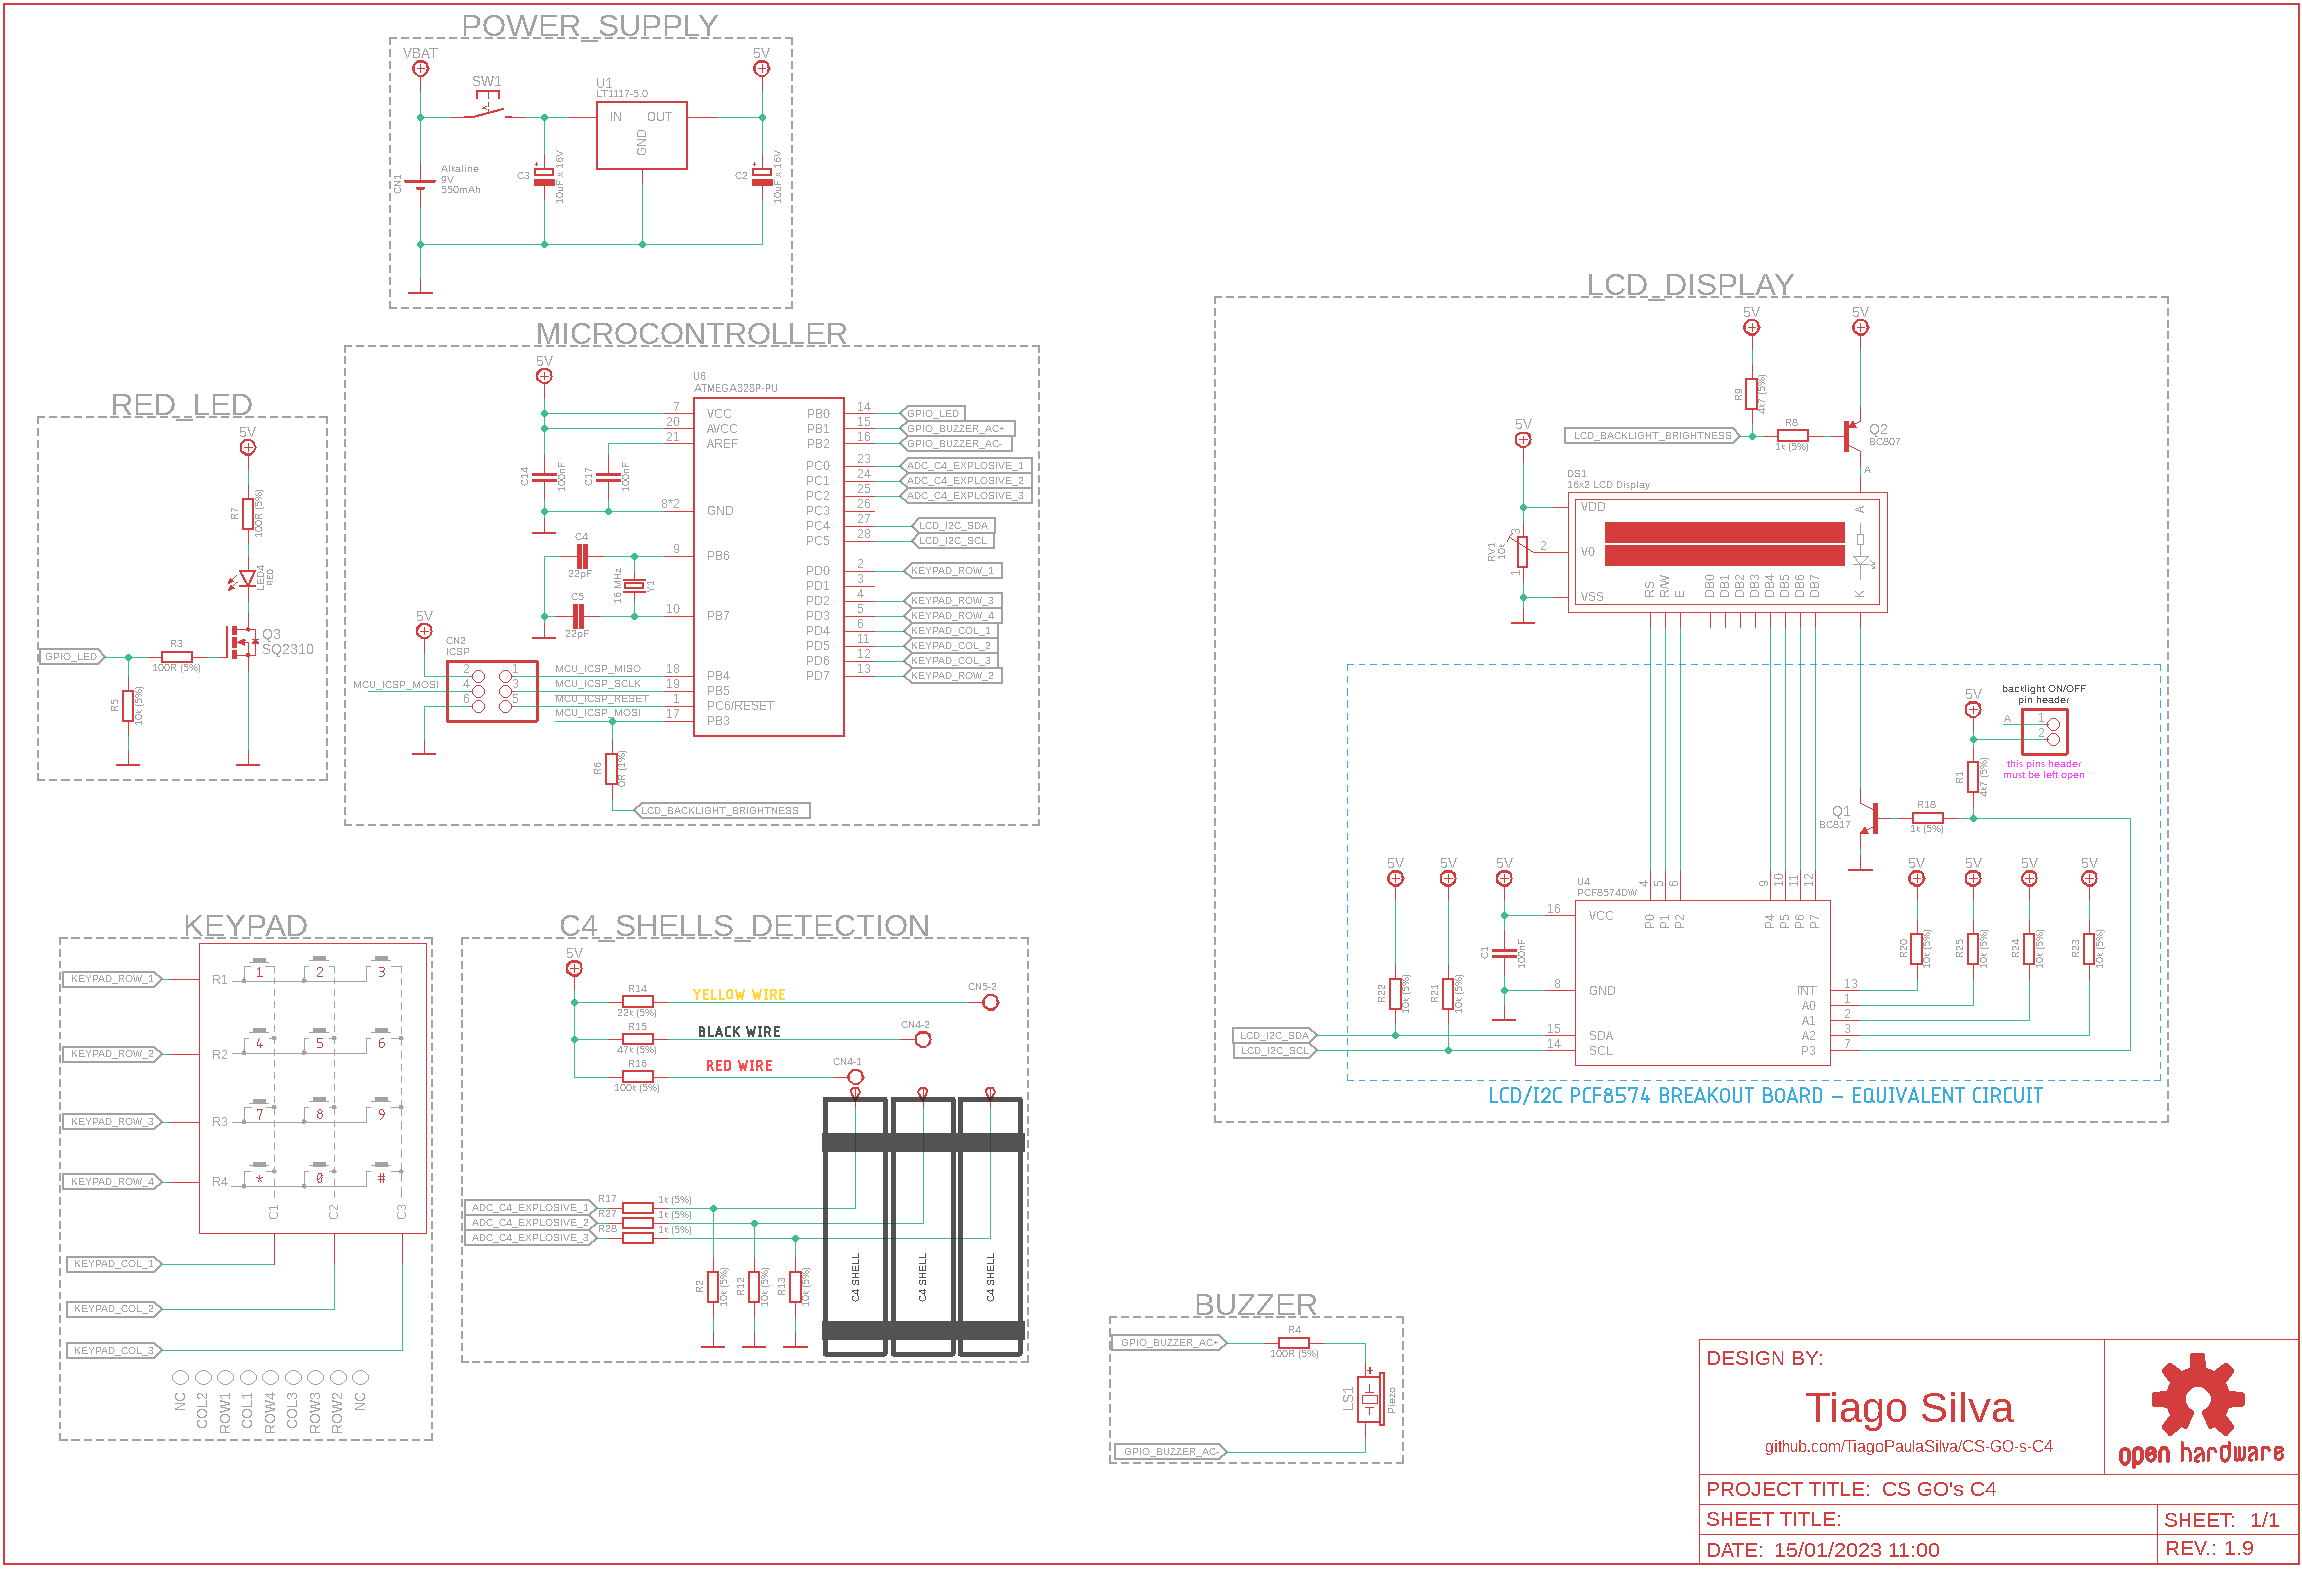 POWER_SUPPLY
VBAT
5V
SW1
U1
LT1117-5.0
IN
OUT
GND
CN1
Alkaline
9V
550mAh
C3
10uF x 16V
C2
10uF x 16V
MICROCONTROLLER
5V
U6
ATMEGA328P-PU
7 VCC
20 AVCC
21 AREF
8*2 GND
9 PB6
10 PB7
18 PB4
19 PB5
1 PC6/RESET
17 PB3
PB0 14 GPIO_LED
PB1 15 GPIO_BUZZER_AC+
PB2 16 GPIO_BUZZER_AC-
PC0 23 ADC_C4_EXPLOSIVE_1
PC1 24 ADC_C4_EXPLOSIVE_2
PC2 25 ADC_C4_EXPLOSIVE_3
PC3 26
PC4 27 LCD_I2C_SDA
PC5 28 LCD_I2C_SCL
PD0 2 KEYPAD_ROW_1
PD1 3
PD2 4 KEYPAD_ROW_3
PD3 5 KEYPAD_ROW_4
PD4 6 KEYPAD_COL_1
PD5 11 KEYPAD_COL_2
PD6 12 KEYPAD_COL_3
PD7 13 KEYPAD_ROW_2
C14
100nF
C17
100nF
C4
22pF
16 MHz
Y1
C5
22pF
5V
CN2
ICSP
2 1
4 3
6 5
MCU_ICSP_MOSI
MCU_ICSP_MISO
MCU_ICSP_SCLK
MCU_ICSP_RESET
MCU_ICSP_MOSI
R6
0R (1%)
LCD_BACKLIGHT_BRIGHTNESS
RED_LED
5V
R7
100R (5%)
LED4
RED
Q3
SQ2310
GPIO_LED
R3
100R (5%)
R5
10k (5%)
LCD_DISPLAY
5V
5V
R9
4k7 (5%)
LCD_BACKLIGHT_BRIGHTNESS
R8
1k (5%)
Q2
BC807
A
5V
DS1
16x2 LCD Display
VDD
V0
VSS
RV1
10k
3
2
1
A
K
RS
R/W
E
DB0
DB1
DB2
DB3
DB4
DB5
DB6
DB7
5V
backlight ON/OFF
pin header
A
1
2
this pins header
must be left open
R1
4k7 (5%)
Q1
BC817
R18
1k (5%)
5V
5V
5V
5V
5V
5V
5V
U4
PCF8574DW
4
5
6
9
10
11
12
P0
P1
P2
P4
P5
P6
P7
16 VCC
8 GND
15 SDA
14 SCL
INT 13
A0 1
A1 2
A2 3
P3 7
R22
10k (5%)
R21
10k (5%)
C1
100nF
R20
10k (5%)
R25
10k (5%)
R24
10k (5%)
R23
10k (5%)
LCD_I2C_SDA
LCD_I2C_SCL
LCD/I2C PCF8574 BREAKOUT BOARD – EQUIVALENT CIRCUIT
KEYPAD
KEYPAD_ROW_1
R1
1 2 3
KEYPAD_ROW_2
R2
4 5 6
KEYPAD_ROW_3
R3
7 8 9
KEYPAD_ROW_4
R4
* 0 #
C1
C2
C3
KEYPAD_COL_1
KEYPAD_COL_2
KEYPAD_COL_3
NC
COL2
ROW1
COL1
ROW4
COL3
ROW3
ROW2
NC
C4_SHELLS_DETECTION
5V
R14
22k (5%)
YELLOW WIRE
CN5-2
R15
47k (5%)
BLACK WIRE
CN4-2
R16
100k (5%)
RED WIRE
CN4-1
ADC_C4_EXPLOSIVE_1
R17
1k (5%)
ADC_C4_EXPLOSIVE_2
R27
1k (5%)
ADC_C4_EXPLOSIVE_3
R28
1k (5%)
R2
10k (5%)
R12
10k (5%)
R13
10k (5%)
C4 SHELL
C4 SHELL
C4 SHELL
BUZZER
GPIO_BUZZER_AC+
R4
100R (5%)
LS1
Piezo
GPIO_BUZZER_AC-
DESIGN BY:
Tiago Silva
github.com/TiagoPaulaSilva/CS-GO-s-C4
open hardware
PROJECT TITLE: CS GO's C4
SHEET TITLE:
SHEET: 1/1
DATE: 15/01/2023 11:00
REV.: 1.9